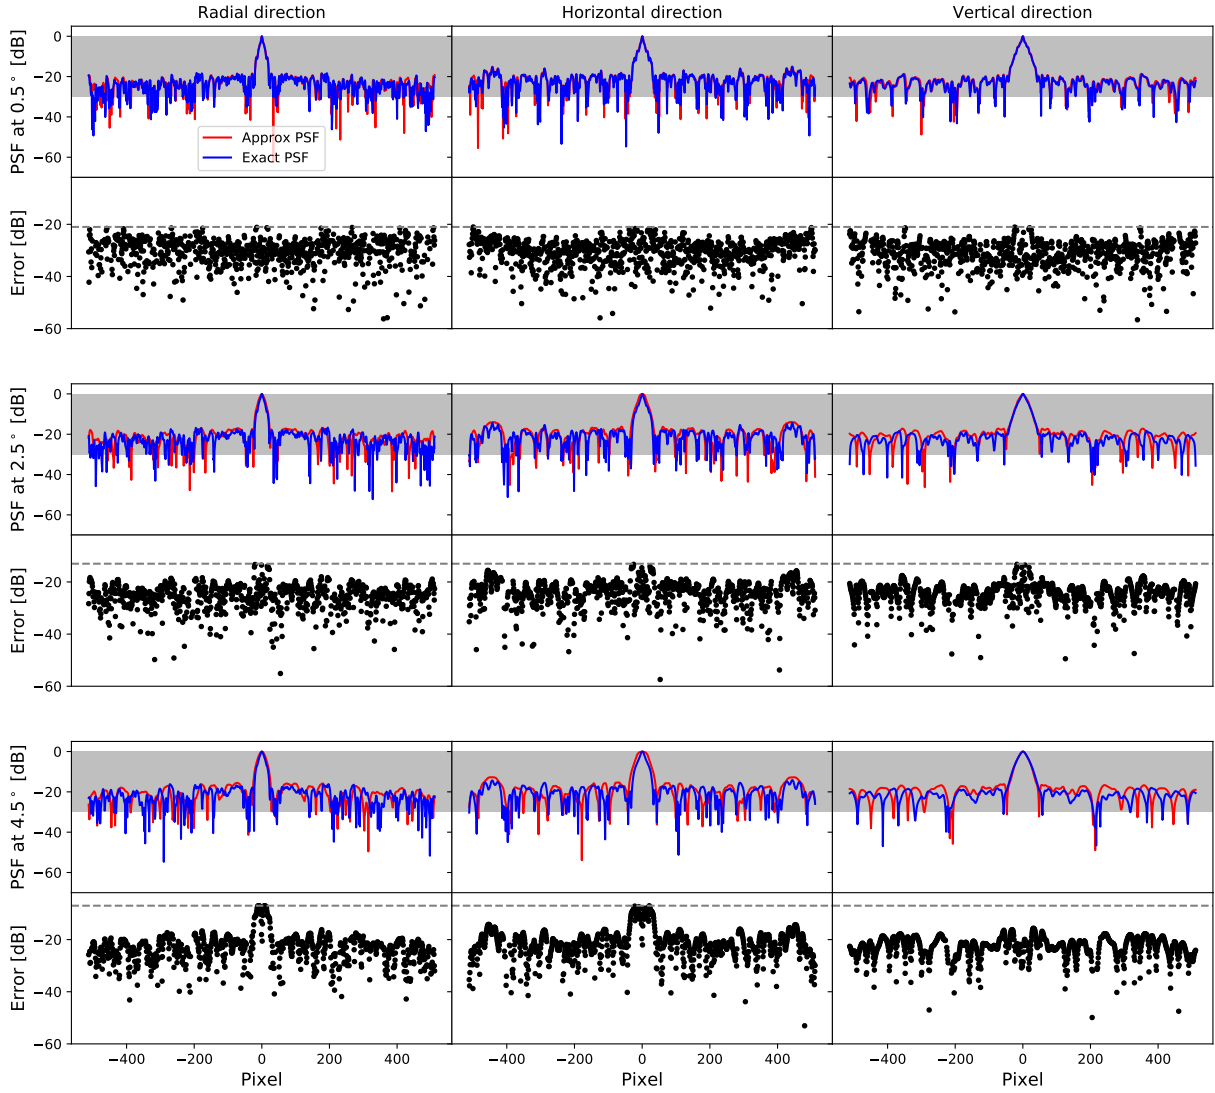 Radial direction Horizontal direction Vertical direction
PSF at 0.5° [dB]
0
−20
−40
−60
Approx PSF
Exact PSF
Error [dB]
−20
−40
−60
PSF at 2.5° [dB]
0
−20
−40
−60
Error [dB]
−20
−40
−60
PSF at 4.5° [dB]
0
−20
−40
−60
Error [dB]
−20
−40
−60
−400 −200 0 200 400 −400 −200 0 200 400 −400 −200 0 200 400
Pixel Pixel Pixel